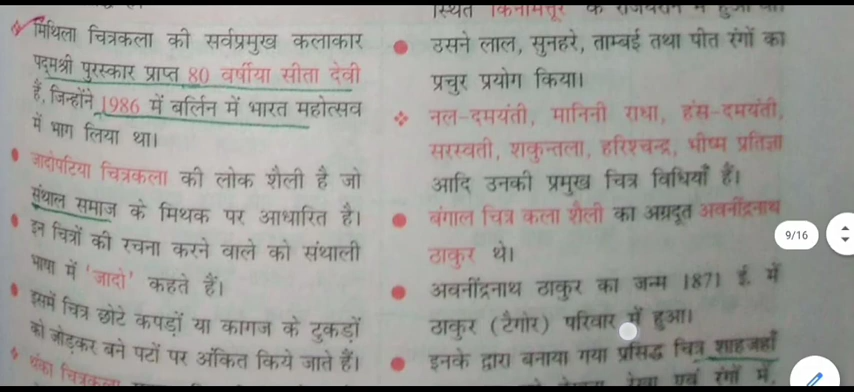 मिथिला चित्रकला की सर्वप्रमुख कलाकार
पद्मश्री पुरस्कार प्राप्त 80 वर्षीया सीता देवी
हैं, जिन्होंने 1986 में बर्लिन में भारत महोत्सव
में भाग लिया था।
जादोपटिया चित्रकला की लोक शैली है जो
संथाल समाज के मिथक पर आधारित है।
इन चित्रों की रचना करने वाले को संथाली
भाषा में 'जादो' कहते हैं।
इसमें चित्र छोटे कपड़ों या कागज के टुकड़ों
को जोड़कर बने पटों पर अंकित किये जाते हैं।
थंका चित्रकला
स्थित किनामित्तूर के
उसने लाल, सुनहरे, ताम्बई तथा पीत रंगों का
प्रचुर प्रयोग किया।
नल-दमयंती, मानिनी राधा, हंस-दमयंती,
सरस्वती, शकुन्तला, हरिश्चन्द्र, भीष्म प्रतिज्ञा
आदि उनकी प्रमुख चित्र विधियाँ हैं।
बंगाल चित्र कला शैली का अग्रदूत अवनींद्रनाथ
ठाकुर थे।
अवनींद्रनाथ ठाकुर का जन्म 1871 ई. में
ठाकुर (टैगोर) परिवार में हुआ।
इनके द्वारा बनाया गया प्रसिद्ध चित्र शाहजहाँ
एवं रंगों में
9/16